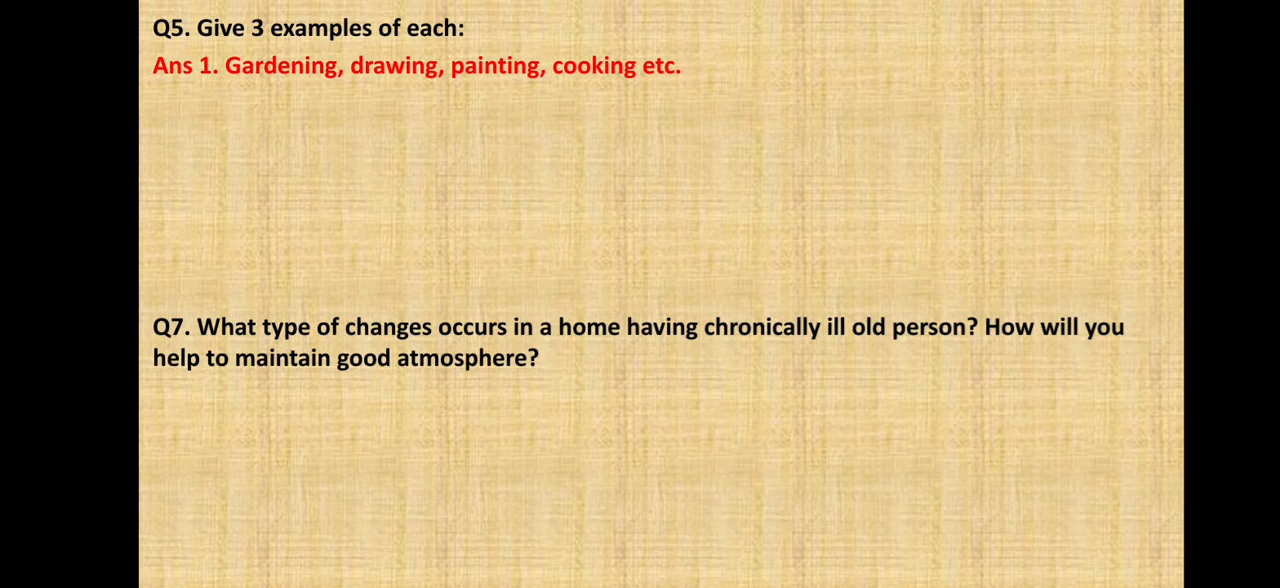 Q5. Give 3 examples of each:
Ans 1. Gardening, drawing, painting, cooking etc.
Q7. What type of changes occurs in a home having chronically ill old person? How will you
help to maintain good atmosphere?